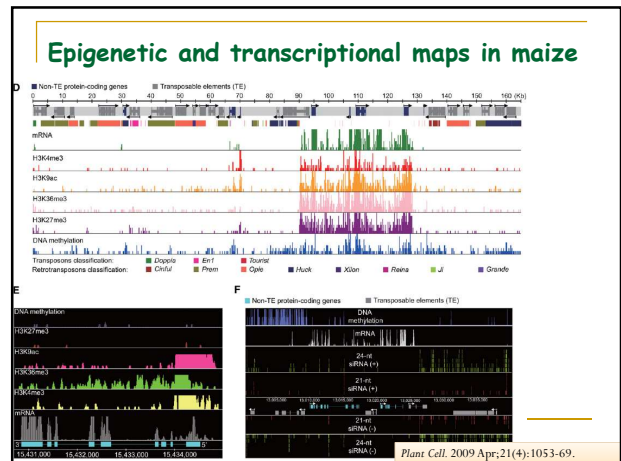 Epigenetic and transcriptional maps in maize
D
Non-TE protein-coding genes Transposable elements (TE)
0 10 20 30 40 50 60 70 80 90 100 110 120 130 140 150 160 (Kb)
mRNA
H3K4me3
H3K9ac
H3K36me3
H3K27me3
DNA methylation
Transposons classification: Doppia En1 Tourist
Retrotransposons classification: Cinful Prem Opie Huck Xilon Reina Ji Grande
E
DNA methylation
H3K27me3
H3K9ac
H3K36me3
H3K4me3
mRNA
3' 5'
15,431,000 15,432,000 15,433,000 15,434,000
F
Non-TE protein-coding genes Transposable elements (TE)
DNA
methylation
mRNA
24-nt
siRNA (+)
21-nt
siRNA (+)
21-nt
siRNA (-)
24-nt
siRNA (-)
Plant Cell. 2009 Apr;21(4):1053-69.